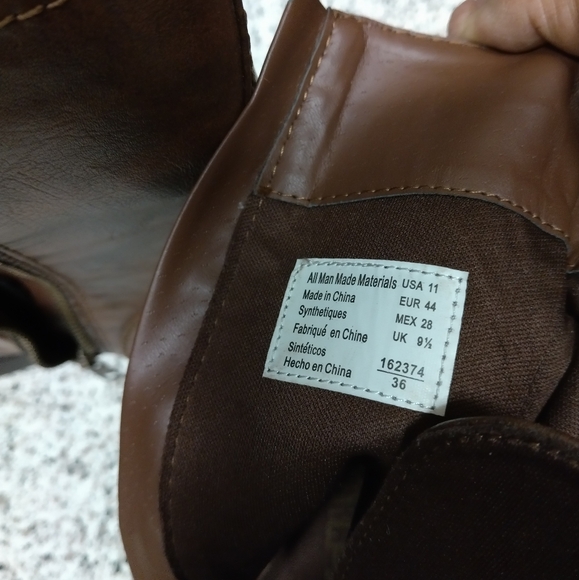 All Man Made Materials USA 11
Made in China EUR 44
Synthetiques MEX 28
Fabriqué en Chine UK 9½
Sintéticos 162374
Hecho en China 36